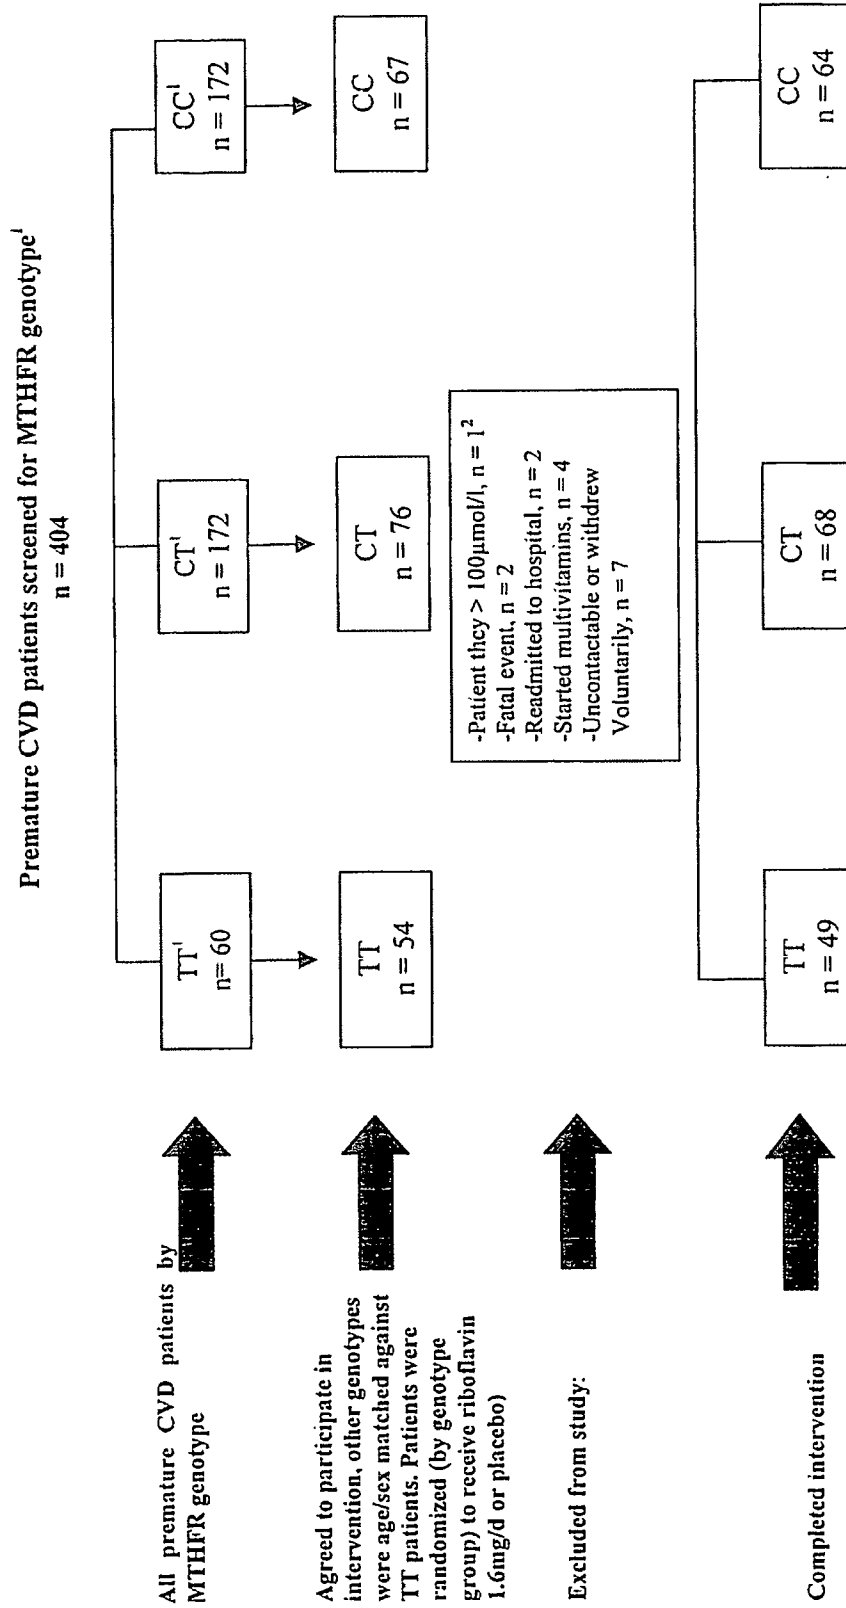 Premature CVD patients screened for MTHFR genotype¹
n = 404
All premature CVD patients by
MTHFR genotype
TT¹
n= 60
CT¹
n = 172
CC¹
n = 172
Agreed to participate in
intervention, other genotypes
were age/sex matched against
TT patients. Patients were
randomized (by genotype
group) to receive riboflavin
1.6mg/d or placebo)
TT
n = 54
CT
n = 76
CC
n = 67
Excluded from study:
-Patient thcy > 100µmol/l, n = 1²
-Fatal event, n = 2
-Readmitted to hospital, n = 2
-Started multivitamins, n = 4
-Uncontactable or withdrew
Voluntarily, n = 7
Completed intervention
TT
n = 49
CT
n = 68
CC
n = 64